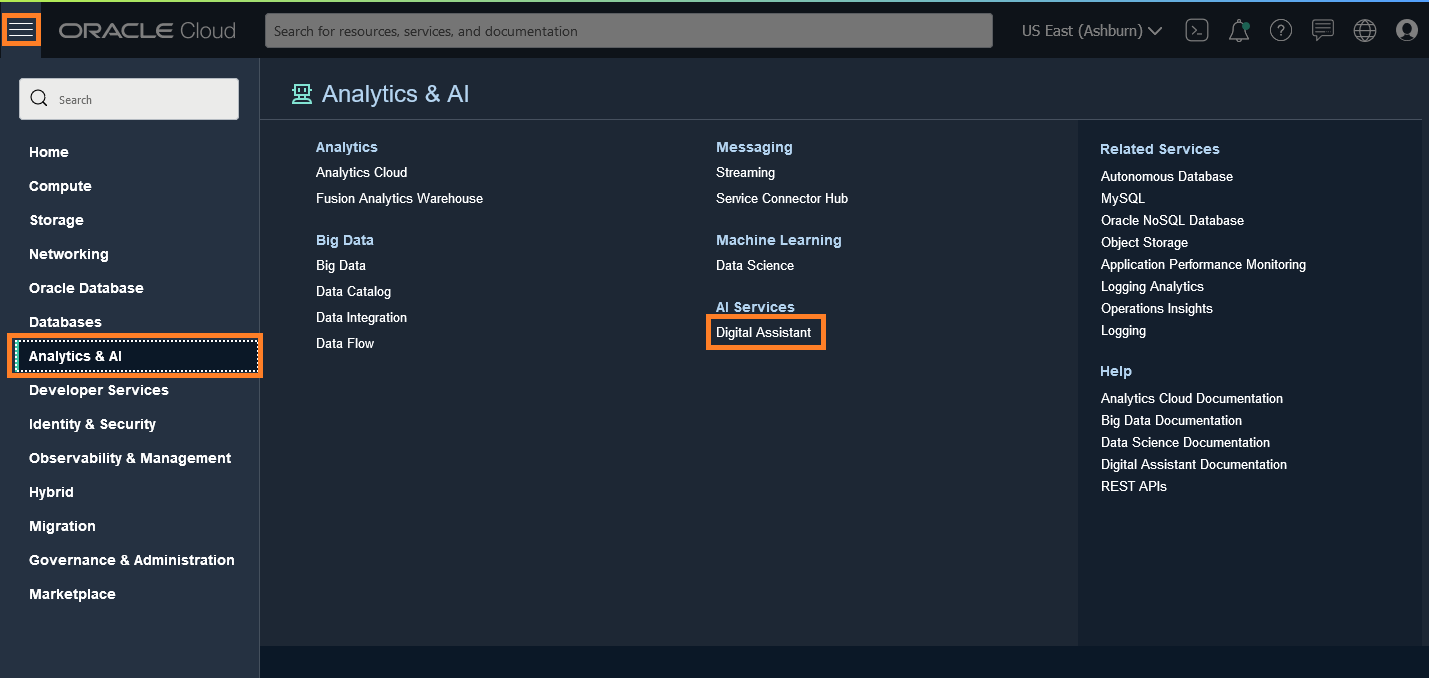 ORACLE Cloud
Search for resources, services, and documentation
US East (Ashburn)
Search
Home
Compute
Storage
Networking
Oracle Database
Databases
Analytics & AI
Developer Services
Identity & Security
Observability & Management
Hybrid
Migration
Governance & Administration
Marketplace
Analytics & AI
Analytics
Analytics Cloud
Fusion Analytics Warehouse
Big Data
Big Data
Data Catalog
Data Integration
Data Flow
Messaging
Streaming
Service Connector Hub
Machine Learning
Data Science
AI Services
Digital Assistant
Related Services
Autonomous Database
MySQL
Oracle NoSQL Database
Object Storage
Application Performance Monitoring
Logging Analytics
Operations Insights
Logging
Help
Analytics Cloud Documentation
Big Data Documentation
Data Science Documentation
Digital Assistant Documentation
REST APIs